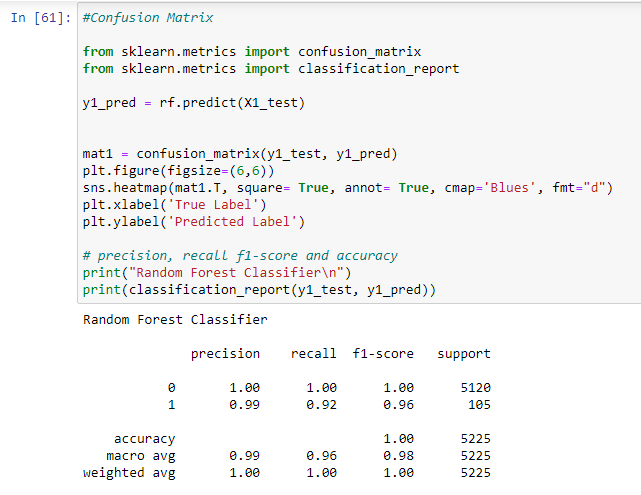 In [61]: #Confusion Matrix
from sklearn.metrics import confusion_matrix
from sklearn.metrics import classification_report
y1_pred = rf.predict(X1_test)
mat1 = confusion_matrix(y1_test, y1_pred)
plt.figure(figsize=(6,6))
sns.heatmap(mat1.T, square= True, annot= True, cmap='Blues', fmt="d")
plt.xlabel('True Label')
plt.ylabel('Predicted Label')
# precision, recall f1-score and accuracy
print("Random Forest Classifier\n")
print(classification_report(y1_test, y1_pred))
Random Forest Classifier
precision recall f1-score support
0 1.00 1.00 1.00 5120
1 0.99 0.92 0.96 105
accuracy 1.00 5225
macro avg 0.99 0.96 0.98 5225
weighted avg 1.00 1.00 1.00 5225